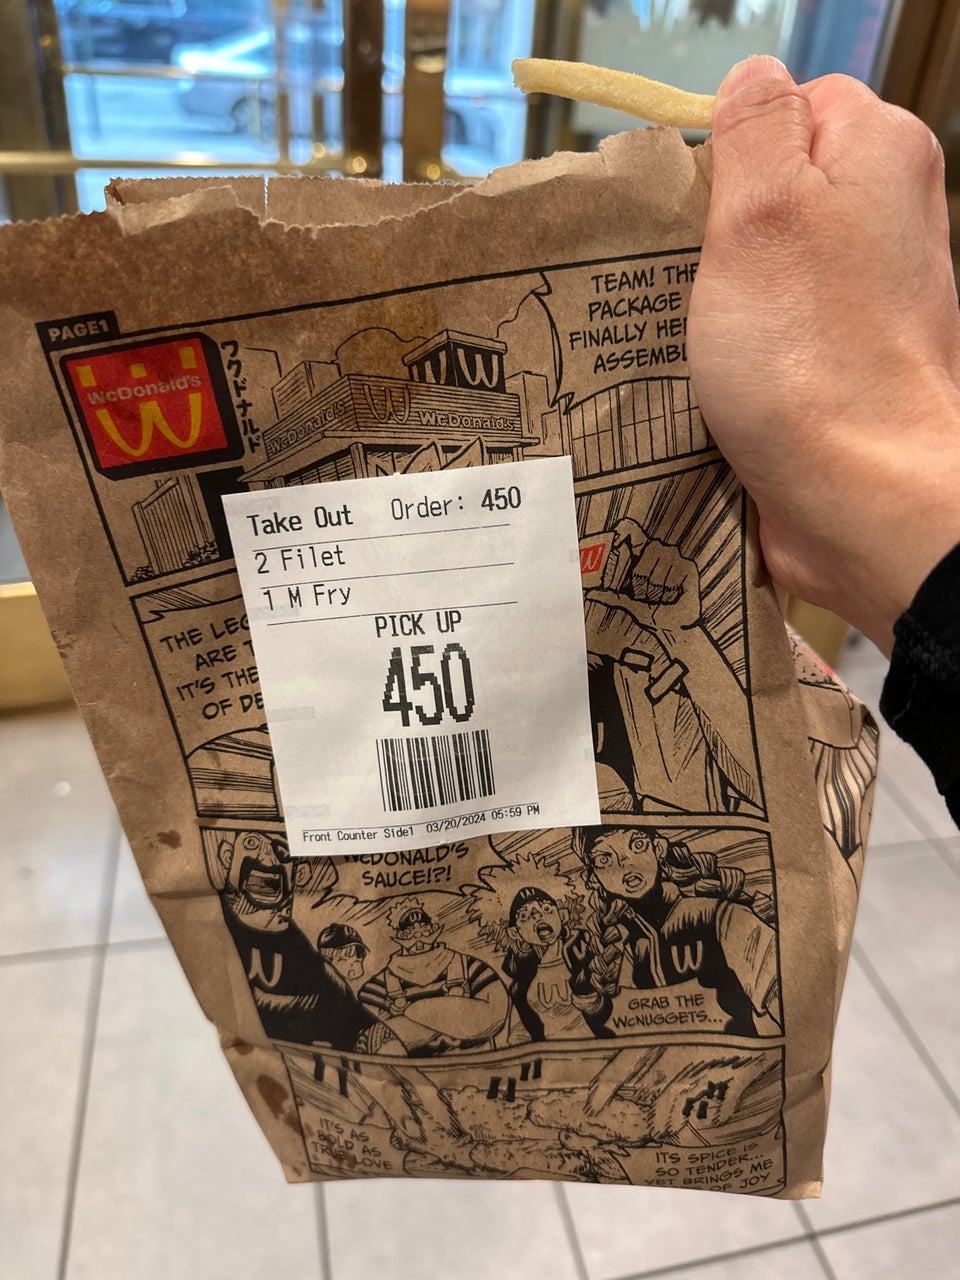 PAGE1
WcDonald's
ワクドナルド
WcDonald's
WcDonald's
TEAM! THE
PACKAGE
FINALLY HE
ASSEMBL
Take Out Order: 450
2 Filet
1 M Fry
PICK UP
450
Front Counter Side1 03/20/2024 05:59 PM
THE LEG
ARE T
IT'S THE
OF DE
WCDONALD'S
SAUCE!?!
GRAB THE
WcNUGGETS...
IT'S AS
BOLD AS
TRUE LOVE
ITS SPICE IS
SO TENDER...
YET BRINGS ME
OF JOY